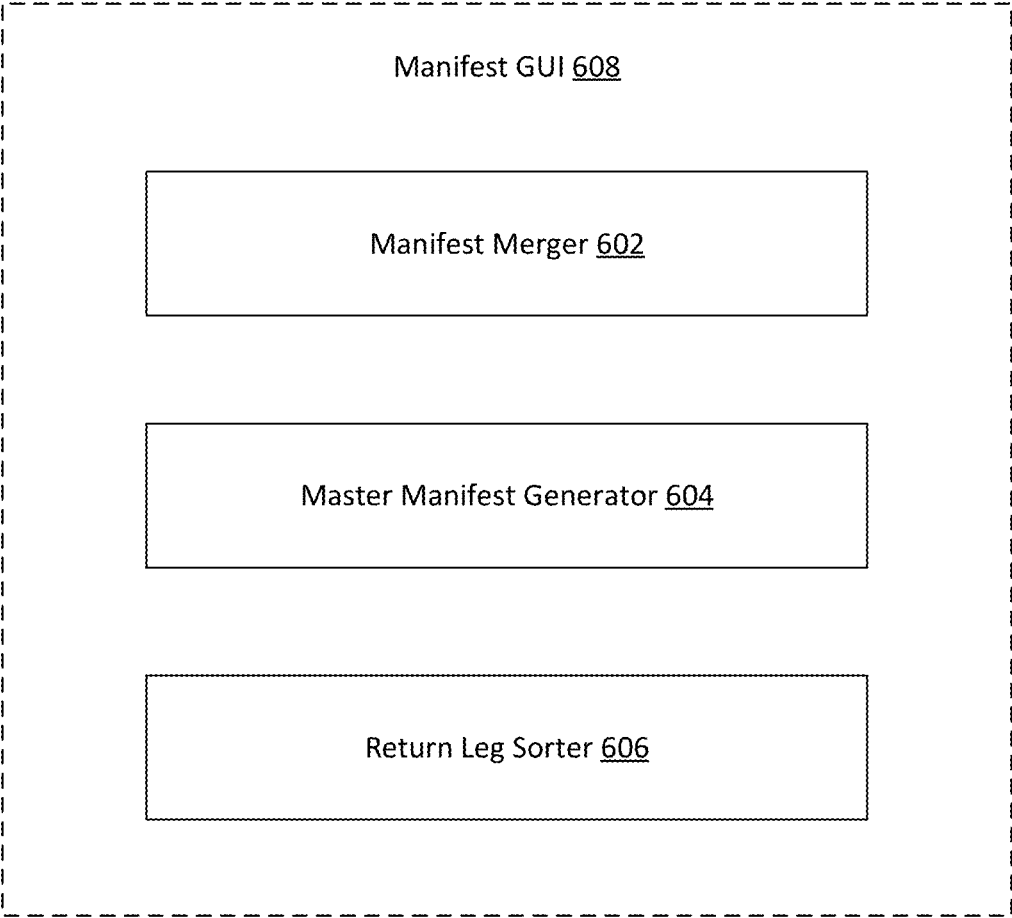 Manifest GUI 608
Manifest Merger 602
Master Manifest Generator 604
Return Leg Sorter 606